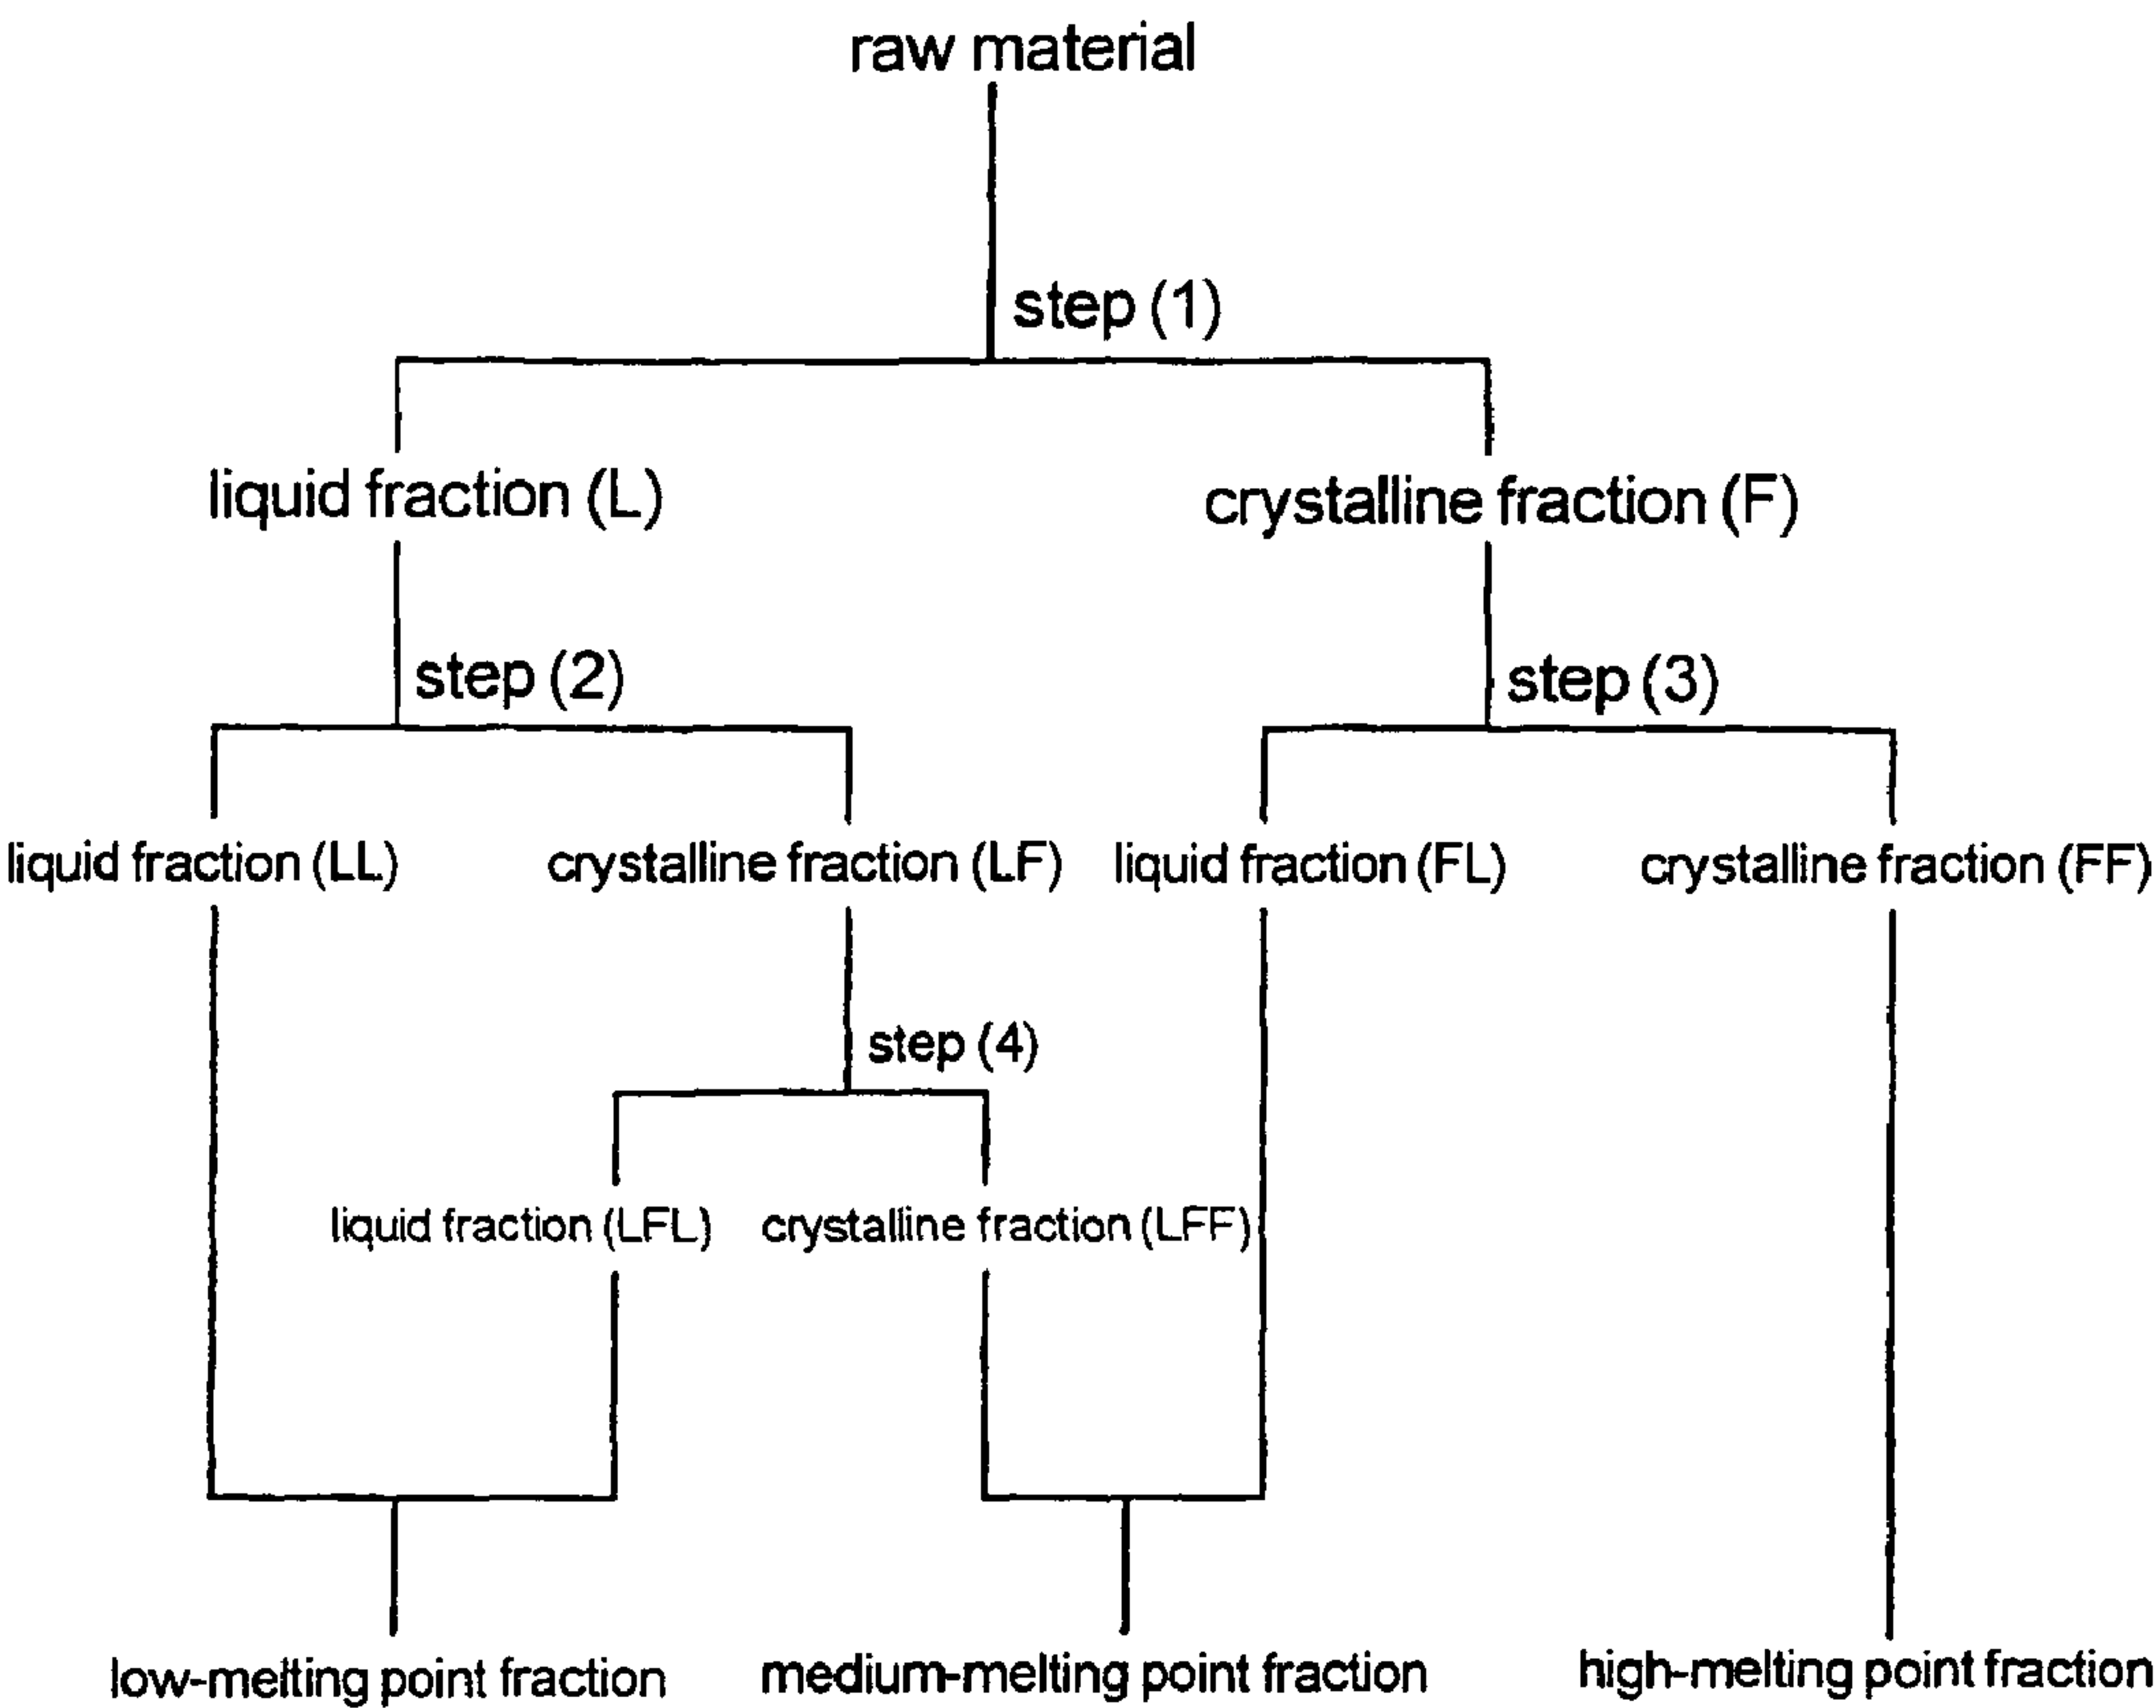 raw material
step (1)
liquid fraction (L)
crystalline fraction (F)
step (2)
step (3)
liquid fraction (LL)
crystalline fraction (LF)
liquid fraction (FL)
crystalline fraction (FF)
step (4)
liquid fraction (LFL)
crystalline fraction (LFF)
low-melting point fraction
medium-melting point fraction
high-melting point fraction